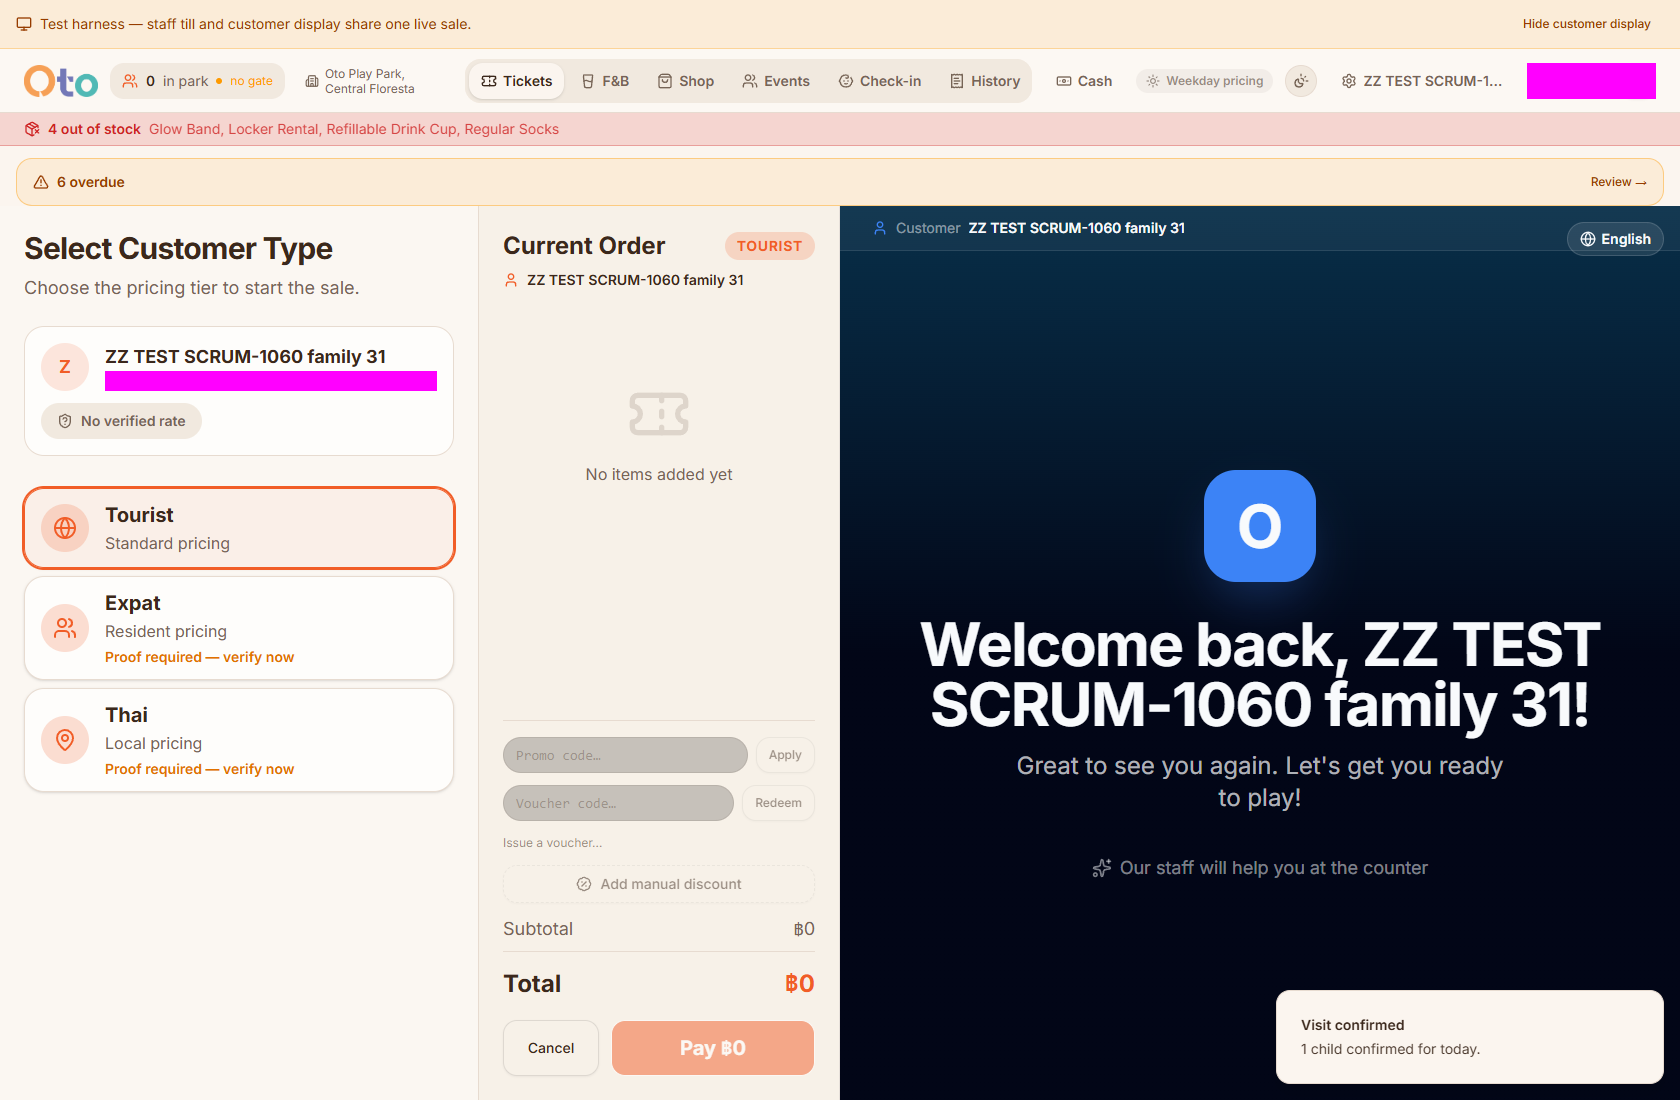 Test harness — staff till and customer display share one live sale.
Hide customer display
Oto
0 in park • no gate
Oto Play Park,
Central Floresta
Tickets
F&B
Shop
Events
Check-in
History
Cash
Weekday pricing
ZZ TEST SCRUM-1...
4 out of stock Glow Band, Locker Rental, Refillable Drink Cup, Regular Socks
6 overdue
Review →
Select Customer Type
Choose the pricing tier to start the sale.
Z
ZZ TEST SCRUM-1060 family 31
No verified rate
Tourist
Standard pricing
Expat
Resident pricing
Proof required — verify now
Thai
Local pricing
Proof required — verify now
Current Order
TOURIST
ZZ TEST SCRUM-1060 family 31
No items added yet
Promo code…
Apply
Voucher code…
Redeem
Issue a voucher…
Add manual discount
Subtotal
฿0
Total
฿0
Cancel
Pay ฿0
Customer ZZ TEST SCRUM-1060 family 31
English
O
Welcome back, ZZ TEST
SCRUM-1060 family 31!
Great to see you again. Let's get you ready
to play!
Our staff will help you at the counter
Visit confirmed
1 child confirmed for today.